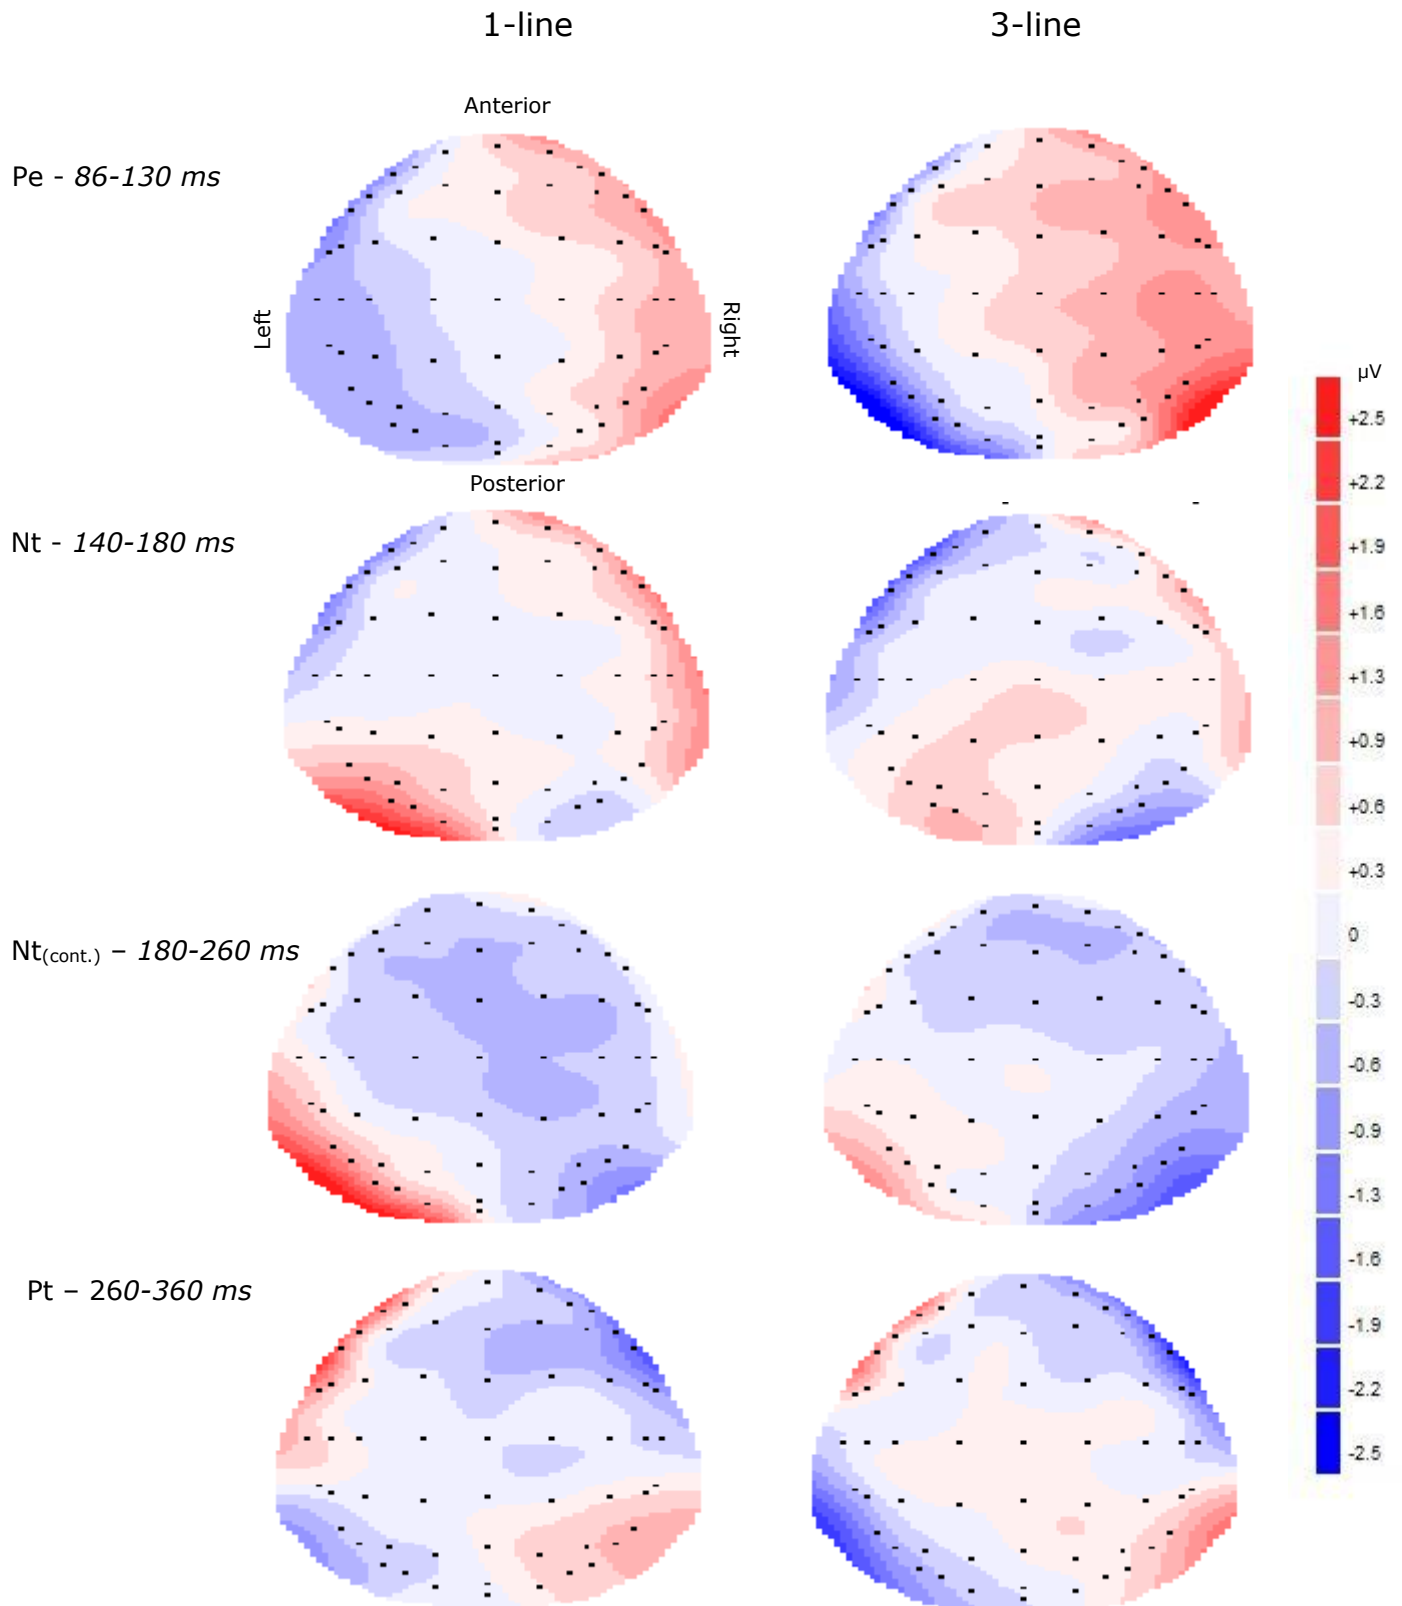 1-line 3-line
Anterior
Pe - 86-130 ms
Left
Right
Posterior
Nt - 140-180 ms
Nt(cont.) – 180-260 ms
Pt – 260-360 ms
µV
+2.5
+2.2
+1.9
+1.6
+1.3
+0.9
+0.6
+0.3
0
-0.3
-0.6
-0.9
-1.3
-1.6
-1.9
-2.2
-2.5